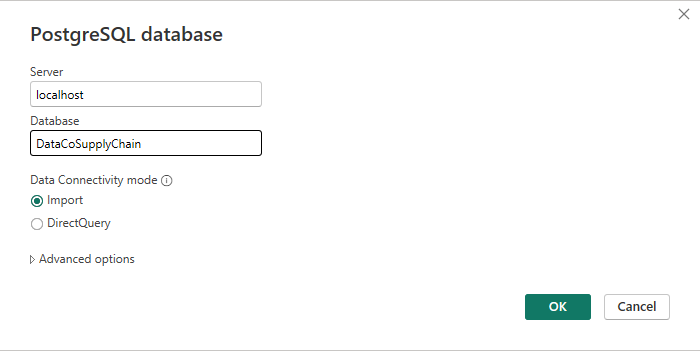 PostgreSQL database
Server
localhost
Database
DataCoSupplyChain
Data Connectivity mode
Import
DirectQuery
Advanced options
OK Cancel